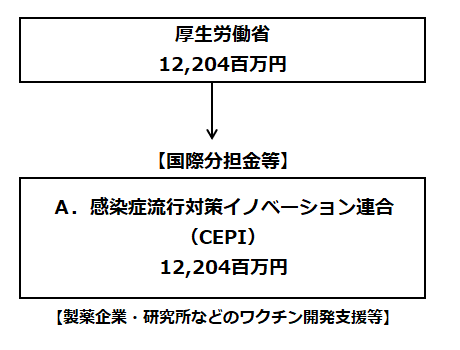 厚生労働省
12,204百万円
【国際分担金等】
A．感染症流行対策イノベーション連合
（CEPI）
12,204百万円
【製薬企業・研究所などのワクチン開発支援等】